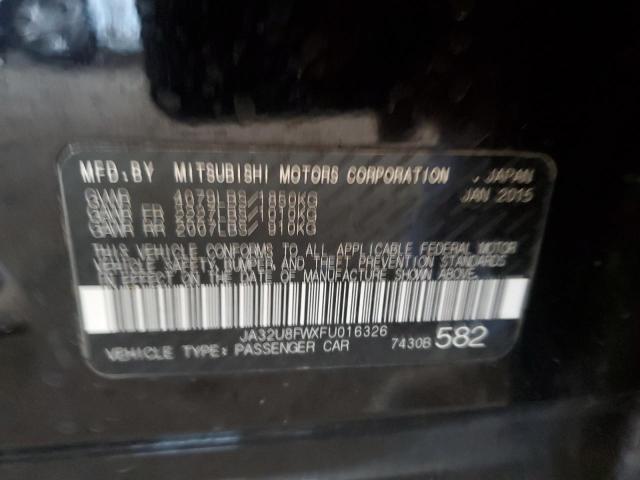 MFD.BY MITSUBISHI MOTORS CORPORATION , JAPAN
GVWR 4079LBS/1850KG JAN 2015
GAWR FR 2227LBS/1010KG
GAWR RR 2007LBS/ 910KG
THIS VEHICLE CONFORMS TO ALL APPLICABLE FEDERAL MOTOR
VEHICLE SAFETY, BUMPER, AND THEFT PREVENTION STANDARDS
IN EFFECT ON THE DATE OF MANUFACTURE SHOWN ABOVE.
JA32U8FWXFU016326
VEHICLE TYPE: PASSENGER CAR 7430B 582